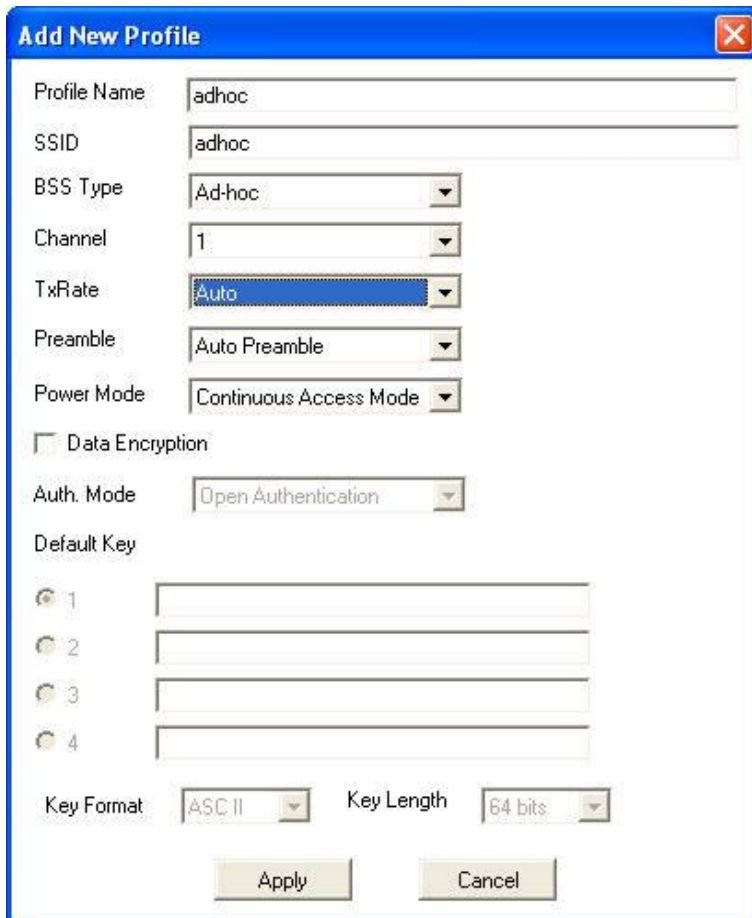 Add New Profile
Profile Name adhoc
SSID adhoc
BSS Type Ad-hoc
Channel 1
TxRate Auto
Preamble Auto Preamble
Power Mode Continuous Access Mode
Data Encryption
Auth. Mode Open Authentication
Default Key
1
2
3
4
Key Format ASC II Key Length 64 bits
Apply Cancel